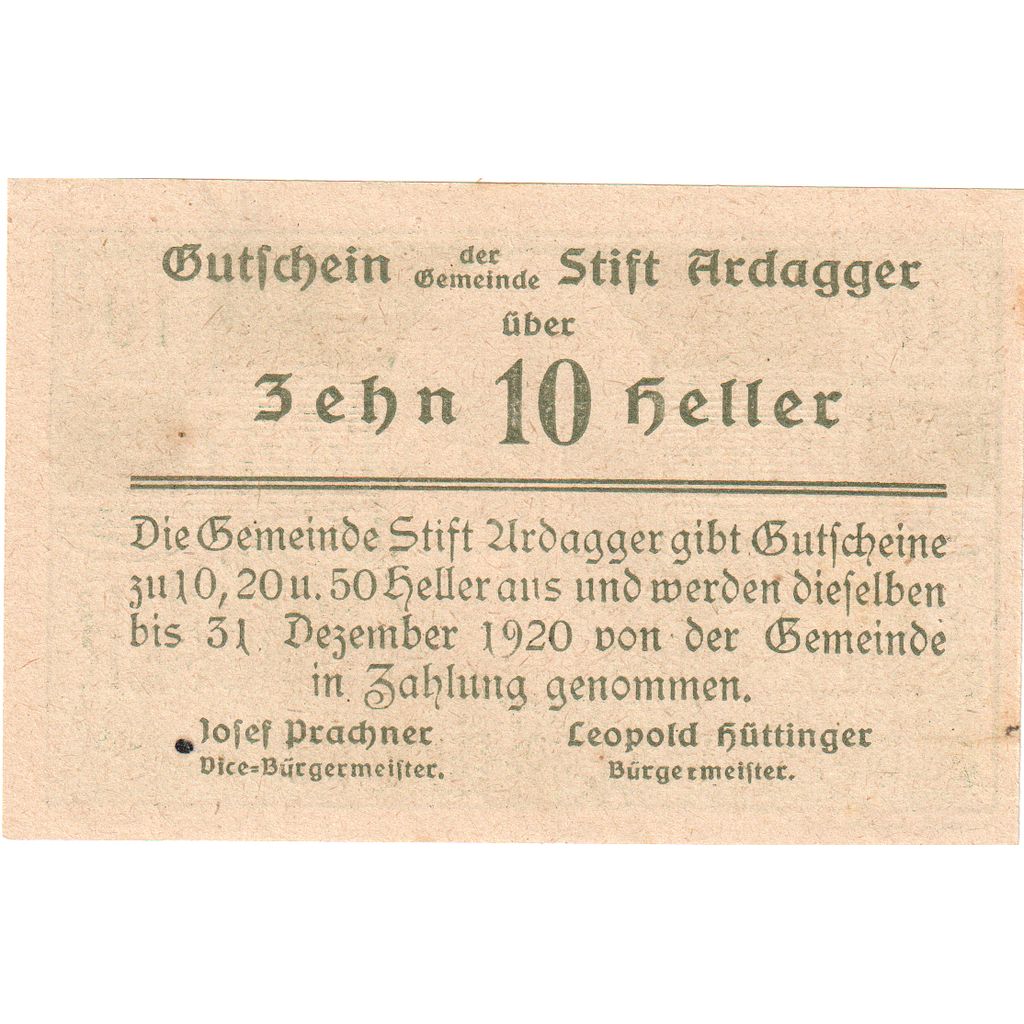 Gutschein der Gemeinde Stift Ardagger
über
Zehn 10 Heller
Die Gemeinde Stift Ardagger gibt Gutscheine
zu 10, 20 u. 50 Heller aus und werden dieselben
bis 31. Dezember 1920 von der Gemeinde
in Zahlung genommen.
Josef Prachner Leopold Hüttinger
Vice=Bürgermeister. Bürgermeister.